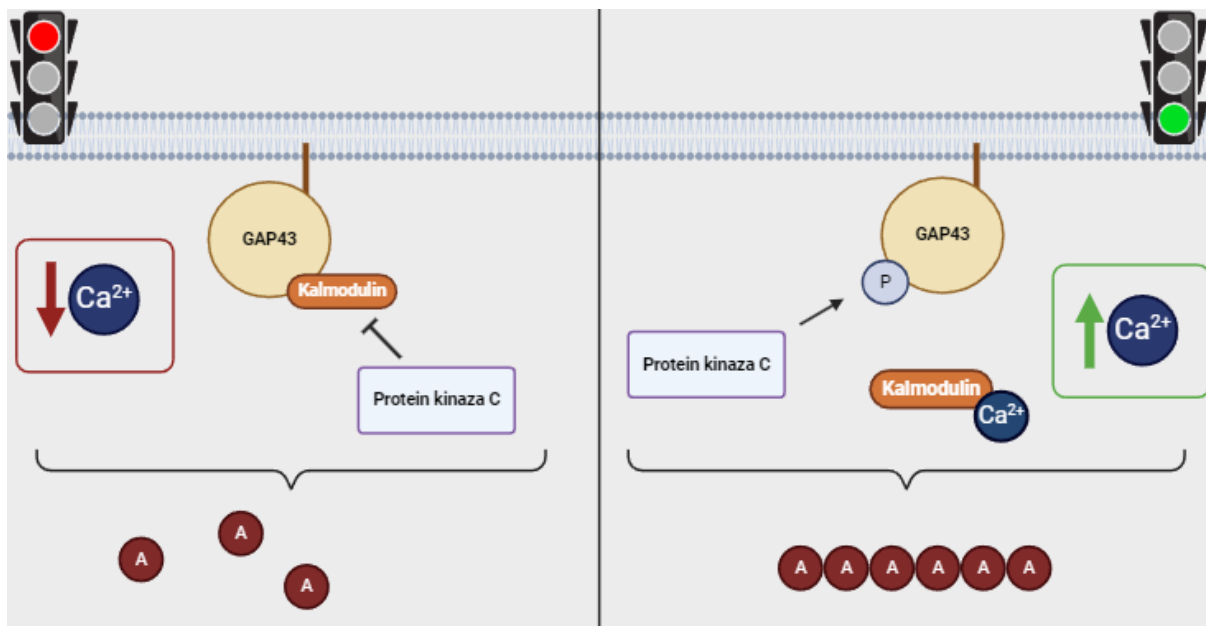 GAP43
Kalmodulin
Ca²⁺
Protein kinaza C
A
A
A
GAP43
P
Ca²⁺
Protein kinaza C
Kalmodulin
Ca²⁺
A A A A A A